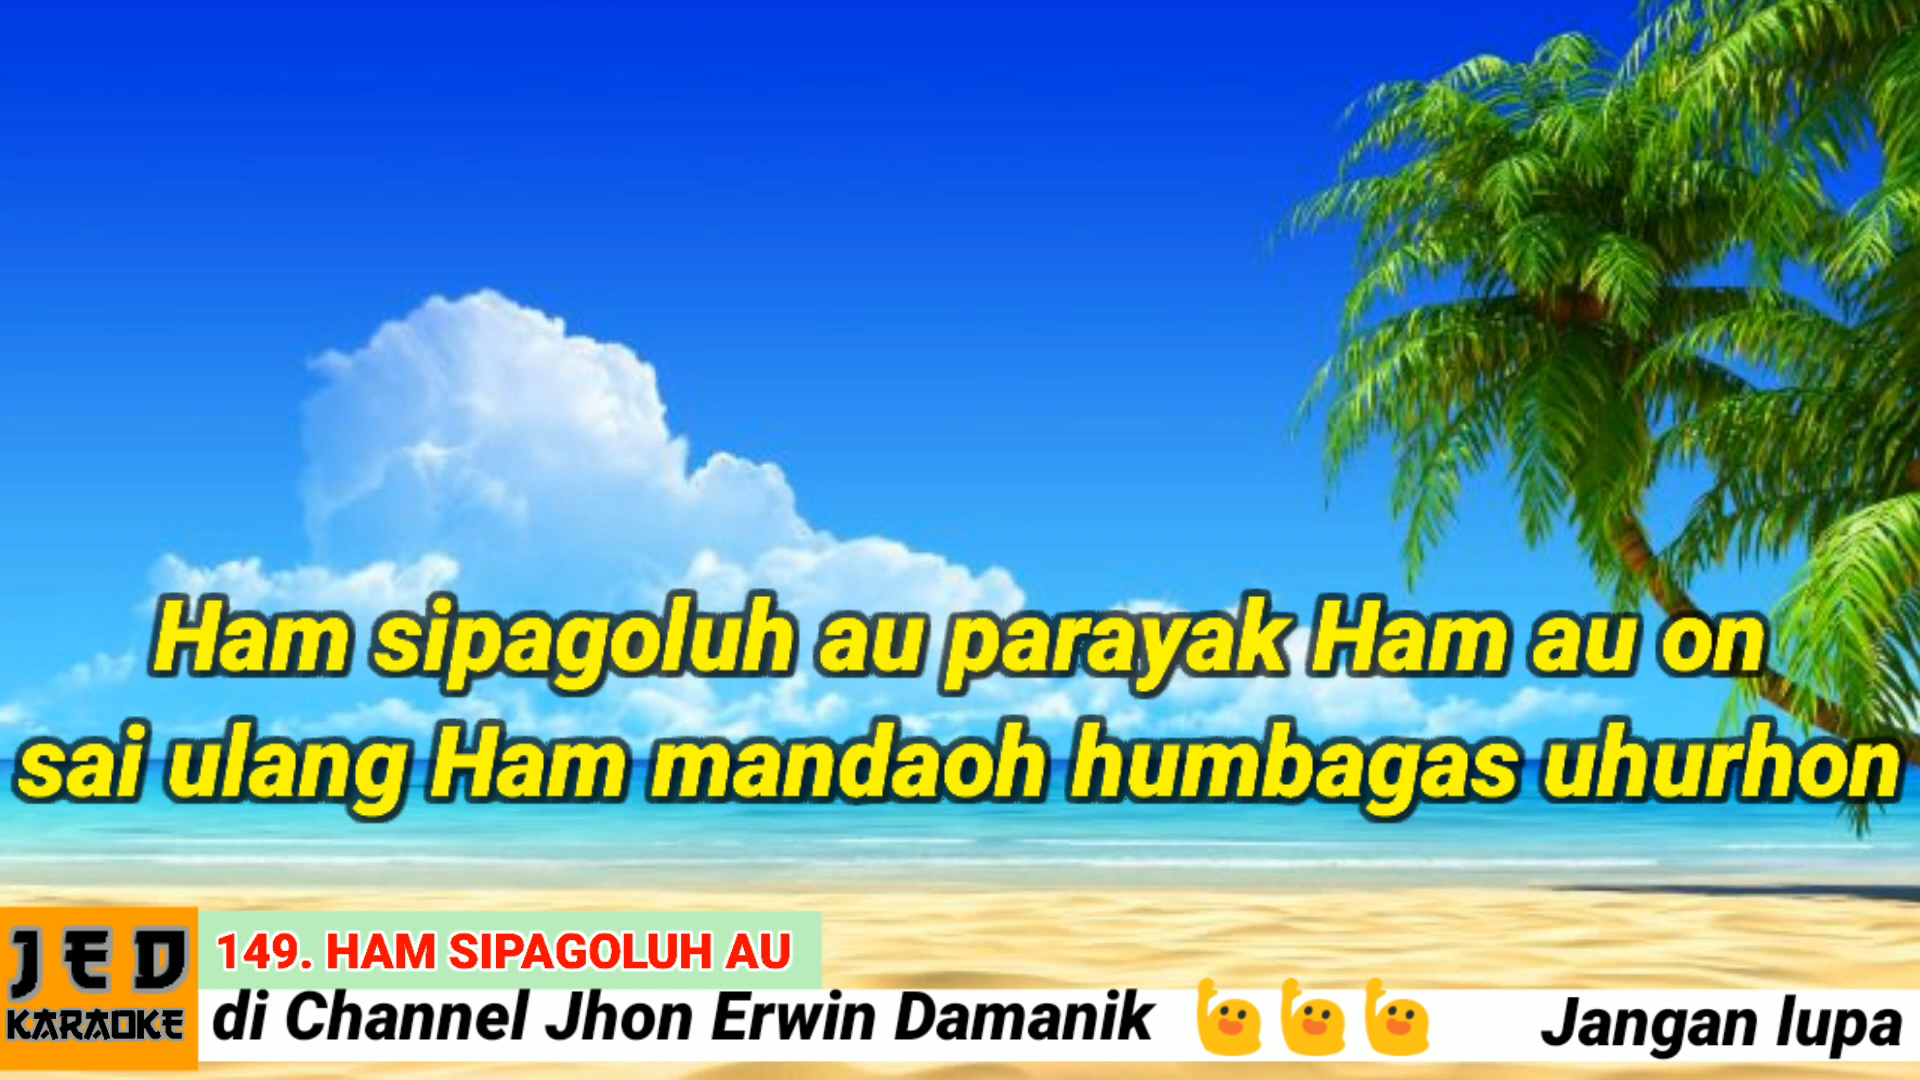 Ham sipagoluh au parayak Ham au on
sai ulang Ham mandaoh humbagas uhurhon
JED
KARAOKE
149. HAM SIPAGOLUH AU
di Channel Jhon Erwin Damanik 🙋🙋🙋 Jangan lupa